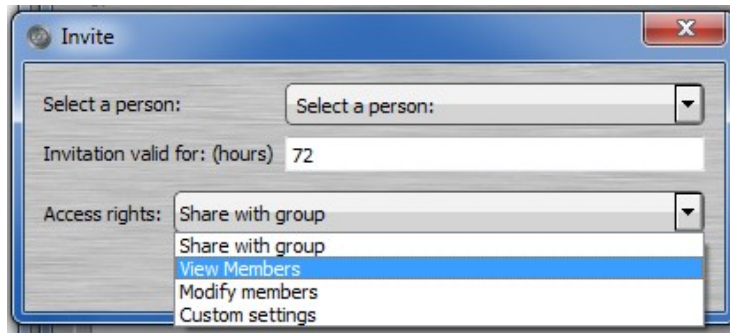 Invite
Select a person: Select a person:
Invitation valid for: (hours) 72
Access rights: Share with group
Share with group
View Members
Modify members
Custom settings